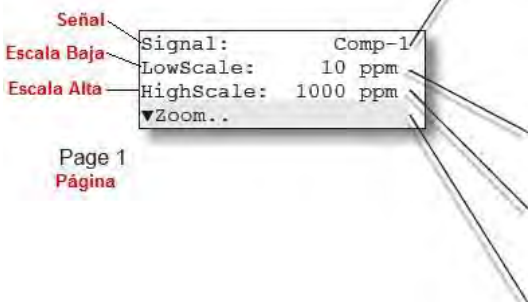 Señal
Signal: Comp-1
Escala Baja
LowScale: 10 ppm
Escala Alta
HighScale: 1000 ppm
▼Zoom..
Page 1
Página